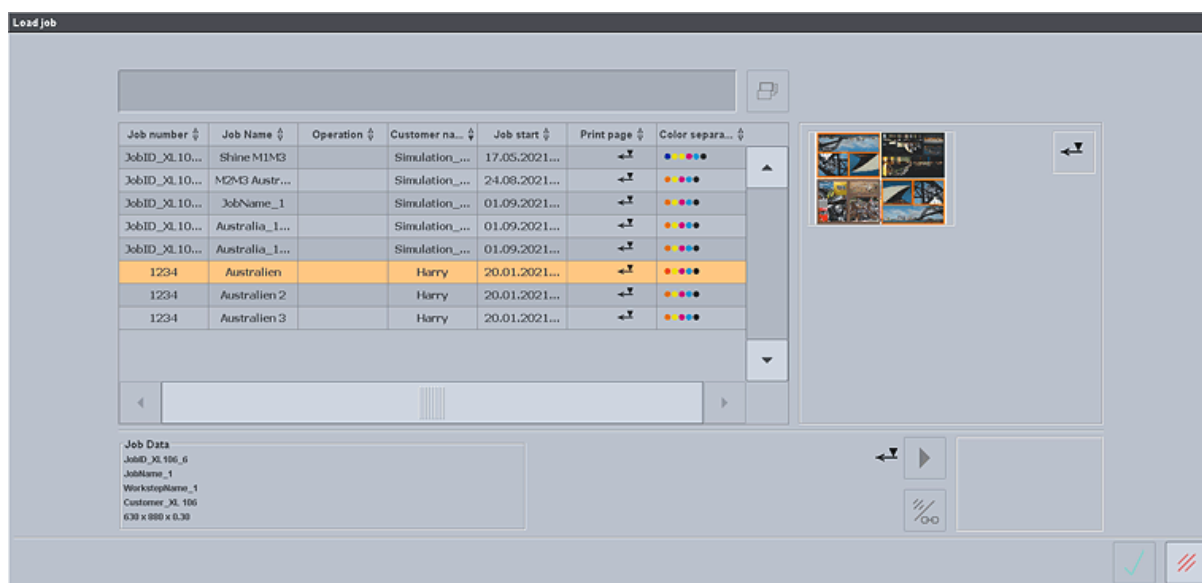 Load job
Job number Job Name Operation Customer na... Job start Print page Color separa...
JobID_XL10... Shine M1M3 Simulation_... 17.05.2021...
JobID_XL10... M2M3 Austr... Simulation_... 24.08.2021...
JobID_XL10... JobName_1 Simulation_... 01.09.2021...
JobID_XL10... Australia_1... Simulation_... 01.09.2021...
JobID_XL10... Australia_1... Simulation_... 01.09.2021...
1234 Australien Harry 20.01.2021...
1234 Australien 2 Harry 20.01.2021...
1234 Australien 3 Harry 20.01.2021...
Job Data
JobID_XL106_6
JobName_1
WorkstepName_1
Customer_XL 106
630 x 880 x 0.30